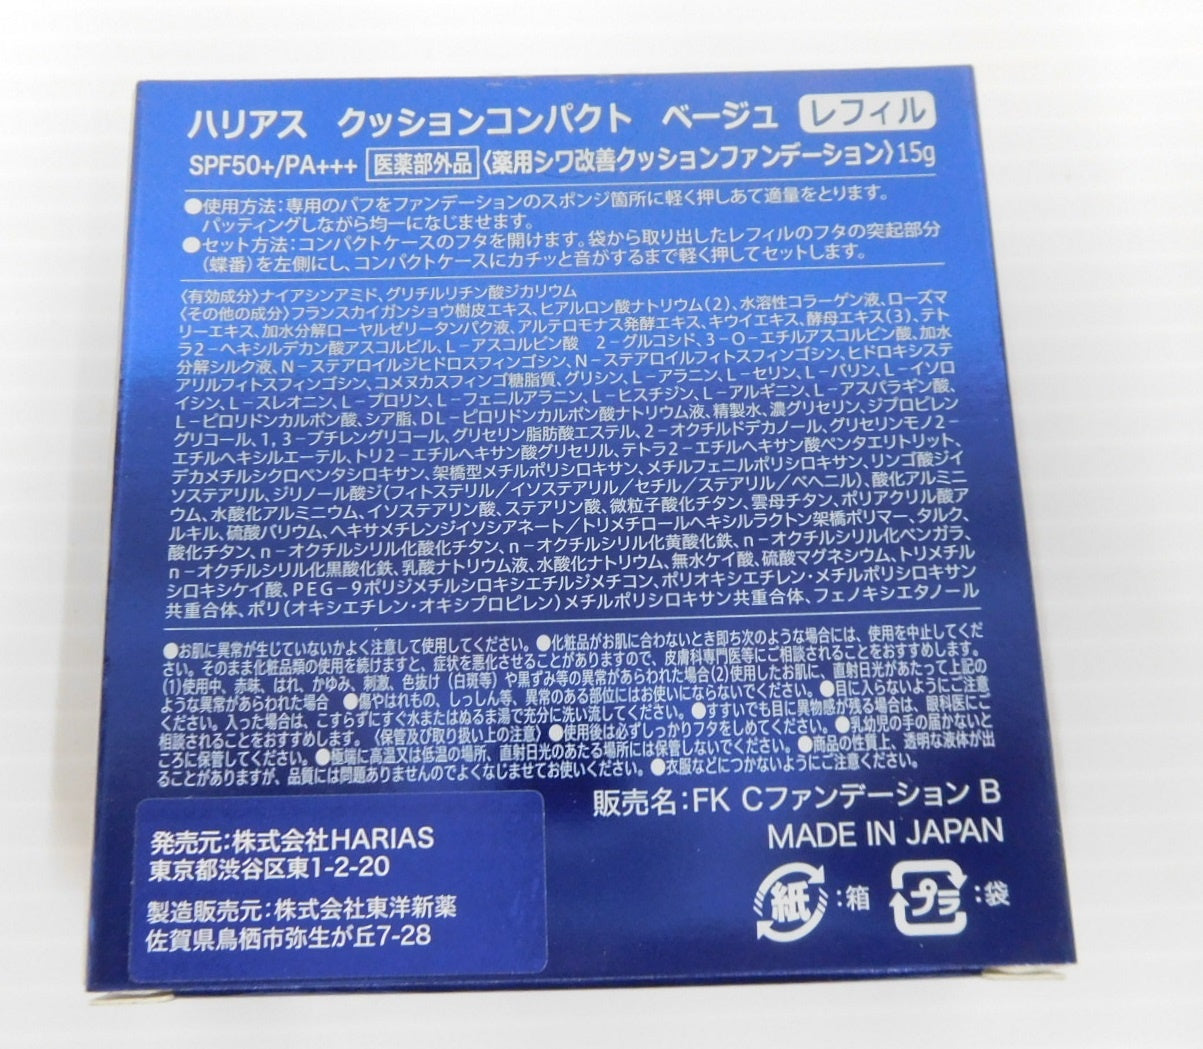 ハリアス クッションコンパクト ベージュ レフィル
SPF50+/PA+++ 医薬部外品〈薬用シワ改善クッションファンデーション〉15g
●使用方法:専用のパフをファンデーションのスポンジ箇所に軽く押しあて適量をとります。
パッティングしながら均一になじませます。
●セット方法:コンパクトケースのフタを開けます。袋から取り出したレフィルのフタの突起部分
(蝶番)を左側にし、コンパクトケースにカチッと音がするまで軽く押してセットします。
〈有効成分〉ナイアシンアミド、グリチルリチン酸ジカリウム
〈その他の成分〉フランスカイガンショウ樹皮エキス、ヒアルロン酸ナトリウム(2)、水溶性コラーゲン液、ローズマ
リーエキス、加水分解ローヤルゼリータンパク液、アルテロモナス発酵エキス、キウイエキス、酵母エキス(3)、テト
ラ2-ヘキシルデカン酸アスコルビル、L-アスコルビン酸 2-グルコシド、3-O-エチルアスコルビン酸、加水
分解シルク液、N-ステアロイルジヒドロスフィンゴシン、N-ステアロイルフィトスフィンゴシン、ヒドロキシステ
アリルフィトスフィンゴシン、コメヌカスフィンゴ糖脂質、グリシン、L-アラニン、L-セリン、L-バリン、L-イソロ
イシン、L-スレオニン、L-プロリン、L-フェニルアラニン、L-ヒスチジン、L-アルギニン、L-アスパラギン酸、
L-ピロリドンカルボン酸、シア脂、DL-ピロリドンカルボン酸ナトリウム液、精製水、濃グリセリン、ジプロピレン
グリコール、1,3-ブチレングリコール、グリセリン脂肪酸エステル、2-オクチルドデカノール、グリセリンモノ2-
エチルヘキシルエーテル、トリ2-エチルヘキサン酸グリセリル、テトラ2-エチルヘキサン酸ペンタエリトリット、
デカメチルシクロペンタシロキサン、架橋型メチルポリシロキサン、メチルフェニルポリシロキサン、リンゴ酸ジイ
ソステアリル、ジリノール酸ジ(フィトステリル/イソステアリル/セチル/ステアリル/ベヘニル)、酸化アルミニ
ウム、水酸化アルミニウム、イソステアリン酸、ステアリン酸、微粒子酸化チタン、雲母チタン、ポリアクリル酸ア
ルキル、硫酸バリウム、ヘキサメチレンジイソシアネート/トリメチロールヘキシルラクトン架橋ポリマー、タルク、
酸化チタン、n-オクチルシリル化酸化チタン、n-オクチルシリル化黄酸化鉄、n-オクチルシリル化ベンガラ、
n-オクチルシリル化黒酸化鉄、乳酸ナトリウム液、水酸化ナトリウム、無水ケイ酸、硫酸マグネシウム、トリメチル
シロキシケイ酸、PEG-9ポリジメチルシロキシエチルジメチコン、ポリオキシエチレン・メチルポリシロキサン
共重合体、ポリ(オキシエチレン・オキシプロピレン)メチルポリシロキサン共重合体、フェノキシエタノール
●お肌に異常が生じていないかよく注意して使用してください。●化粧品がお肌に合わないとき即ち次のような場合には、使用を中止してくだ
さい。そのまま化粧品類の使用を続けますと、症状を悪化させることがありますので、皮膚科専門医等にご相談されることをおすすめします。
(1)使用中、赤味、はれ、かゆみ、刺激、色抜け(白斑等)や黒ずみ等の異常があらわれた場合(2)使用したお肌に、直射日光があたって上記の
ような異常があらわれた場合 ●傷やはれもの、しっしん等、異常のある部位にはお使いにならないでください。●目に入らないようにご注意
ください。入った場合は、こすらずにすぐ水またはぬるま湯で充分に洗い流してください。●すすいでも目に異物感が残る場合は、眼科医にご
相談されることをおすすめします。〈保管及び取り扱い上の注意〉●使用後は必ずしっかりフタをしめてください。●乳幼児の手の届かないと
ころに保管してください。●極端に高温又は低温の場所、直射日光のあたる場所には保管しないでください。●商品の性質上、透明な液体が出
ることがありますが、品質には問題ありませんのでよくなじませてお使いください。●衣服などにつかないようにご注意ください。
販売名:FK CファンデーションB
MADE IN JAPAN
紙:箱 プラ:袋
発売元:株式会社HARIAS
東京都渋谷区東1-2-20
製造販売元:株式会社東洋新薬
佐賀県鳥栖市弥生が丘7-28